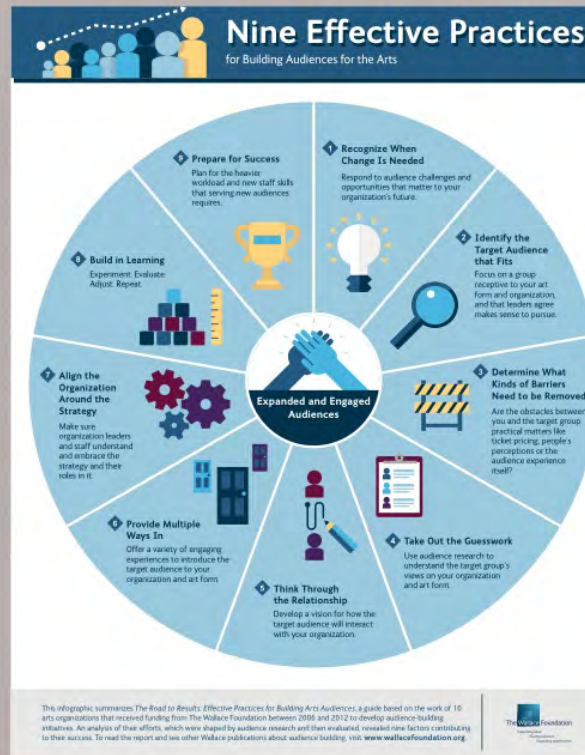 Nine Effective Practices
for Building Audiences for the Arts
1 Recognize When
Change Is Needed
Respond to audience challenges and
opportunities that matter to your
organization's future.
2 Identify the
Target Audience
that Fits
Focus on a group
receptive to your art
form and organization,
and that leaders agree
makes sense to pursue.
3 Determine What
Kinds of Barriers
Need to be Removed
Are the obstacles between
you and the target group
practical matters like
ticket pricing, people's
perceptions or the
audience experience
itself?
4 Take Out the Guesswork
Use audience research to
understand the target group's
views on your organization
and art form.
5 Think Through
the Relationship
Develop a vision for how the
target audience will interact
with your organization.
6 Provide Multiple
Ways In
Offer a variety of engaging
experiences to introduce the
target audience to your
organization and art form.
7 Align the
Organization
Around the
Strategy
Make sure
organization leaders
and staff understand
and embrace the
strategy and their
roles in it.
8 Build in Learning
Experiment. Evaluate.
Adjust. Repeat.
9 Prepare for Success
Plan for the heavier
workload and new staff skills
that serving new audiences
requires.
Expanded and Engaged
Audiences
This infographic summarizes The Road to Results: Effective Practices for Building Arts Audiences, a guide based on the work of 10
arts organizations that received funding from The Wallace Foundation between 2006 and 2012 to develop audience-building
initiatives. An analysis of their efforts, which were shaped by audience research and then evaluated, revealed nine factors contributing
to their success. To read the report and see other Wallace publications about audience building, visit www.wallacefoundation.org.
The Wallace Foundation